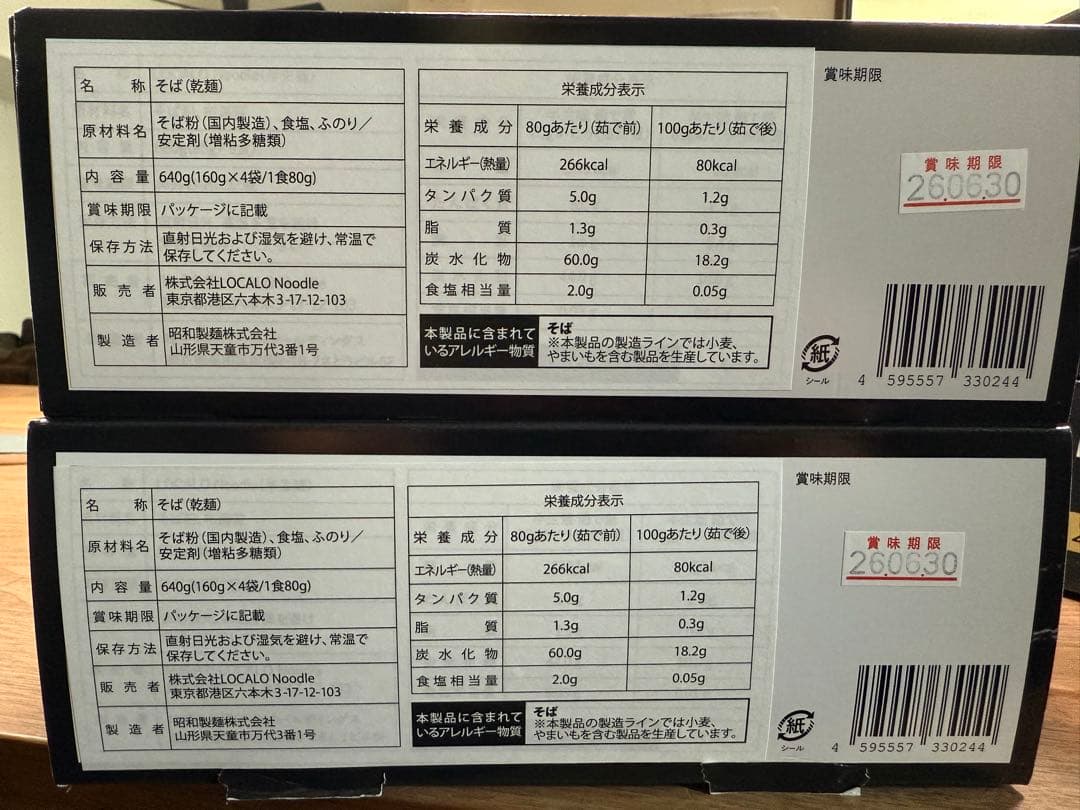 名称 そば（乾麺）
原材料名 そば粉（国内製造）、食塩、ふのり／
安定剤（増粘多糖類）
内容量 640g(160g×4袋/1食80g)
賞味期限 パッケージに記載
保存方法 直射日光および湿気を避け、常温で
保存してください。
販売者 株式会社LOCALO Noodle
東京都港区六本木3-17-12-103
製造者 昭和製麺株式会社
山形県天童市万代3番1号
栄養成分表示
栄養成分 80gあたり（茹で前） 100gあたり（茹で後）
エネルギー（熱量） 266kcal 80kcal
タンパク質 5.0g 1.2g
脂質 1.3g 0.3g
炭水化物 60.0g 18.2g
食塩相当量 2.0g 0.05g
本製品に含まれて
いるアレルギー物質
そば
※本製品の製造ラインでは小麦、
やまいもを含む製品を生産しています。
賞味期限
賞味期限
26.06.30
紙
シール
4 595557 330244
名称 そば（乾麺）
原材料名 そば粉（国内製造）、食塩、ふのり／
安定剤（増粘多糖類）
内容量 640g(160g×4袋/1食80g)
賞味期限 パッケージに記載
保存方法 直射日光および湿気を避け、常温で
保存してください。
販売者 株式会社LOCALO Noodle
東京都港区六本木3-17-12-103
製造者 昭和製麺株式会社
山形県天童市万代3番1号
栄養成分表示
栄養成分 80gあたり（茹で前） 100gあたり（茹で後）
エネルギー（熱量） 266kcal 80kcal
タンパク質 5.0g 1.2g
脂質 1.3g 0.3g
炭水化物 60.0g 18.2g
食塩相当量 2.0g 0.05g
本製品に含まれて
いるアレルギー物質
そば
※本製品の製造ラインでは小麦、
やまいもを含む製品を生産しています。
賞味期限
賞味期限
26.06.30
紙
シール
4 595557 330244